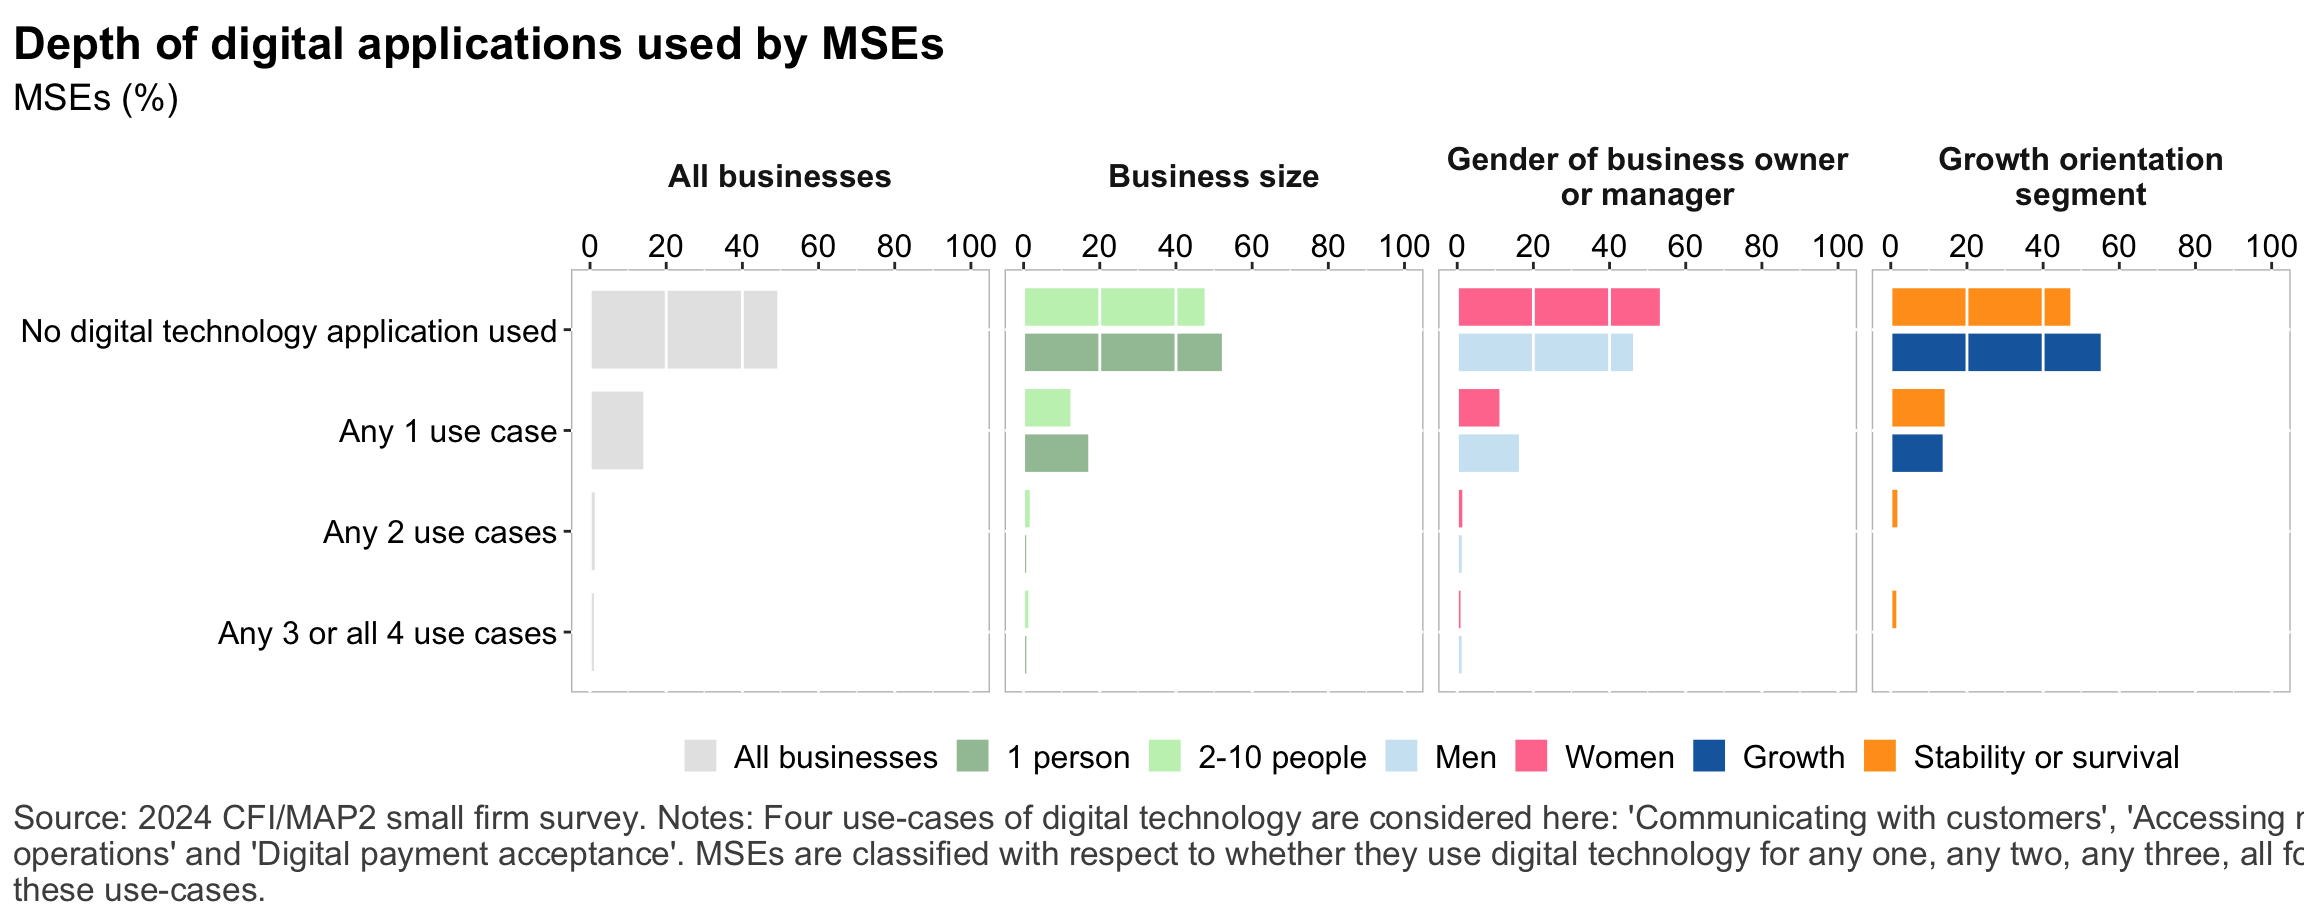 Depth of digital applications used by MSEs
MSEs (%)
All businesses
Business size
Gender of business owner
or manager
Growth orientation
segment
0 20 40 60 80 100 0 20 40 60 80 100 0 20 40 60 80 100 0 20 40 60 80 100
No digital technology application used
Any 1 use case
Any 2 use cases
Any 3 or all 4 use cases
All businesses 1 person 2-10 people Men Women Growth Stability or survival
Source: 2024 CFI/MAP2 small firm survey. Notes: Four use-cases of digital technology are considered here: 'Communicating with customers', 'Accessing
operations' and 'Digital payment acceptance'. MSEs are classified with respect to whether they use digital technology for any one, any two, any three, all
these use-cases.